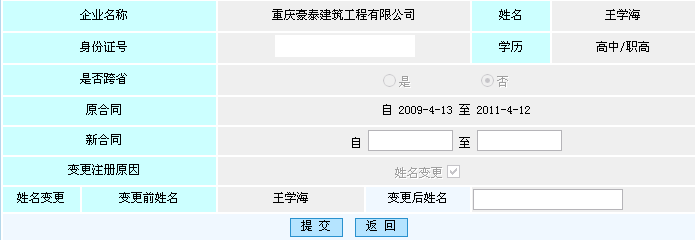 企业名称 重庆豪泰建筑工程有限公司 姓名 王学海
身份证号 学历 高中/职高
是否跨省 是 否
原合同 自 2009-4-13 至 2011-4-12
新合同 自 至
变更注册原因 姓名变更
姓名变更 变更前姓名 王学海 变更后姓名
提 交 返 回